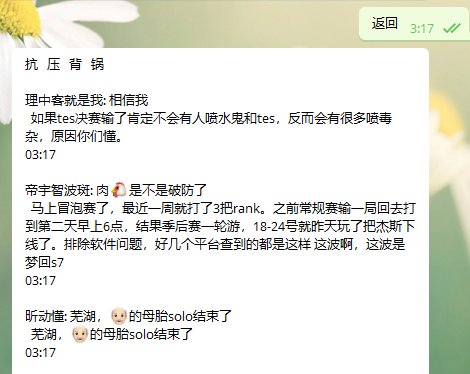 返回
3:17
抗 压 背 锅
理中客就是我: 相信我
如果tes决赛输了肯定不会有人喷水鬼和tes，反而会有很多喷毒
杂，原因你们懂。
03:17
帝宇智波斑: 肉🐔是不是破防了
马上冒泡赛了，最近一周就打了3把rank。之前常规赛输一局回去打
到第二天早上6点，结果季后赛一轮游，18-24号就昨天玩了把杰斯下
线了。排除软件问题，好几个平台查到的都是这样 这波啊，这波是
梦回s7
03:17
昕动懂: 芜湖，👴的母胎solo结束了
芜湖，👴的母胎solo结束了
03:17